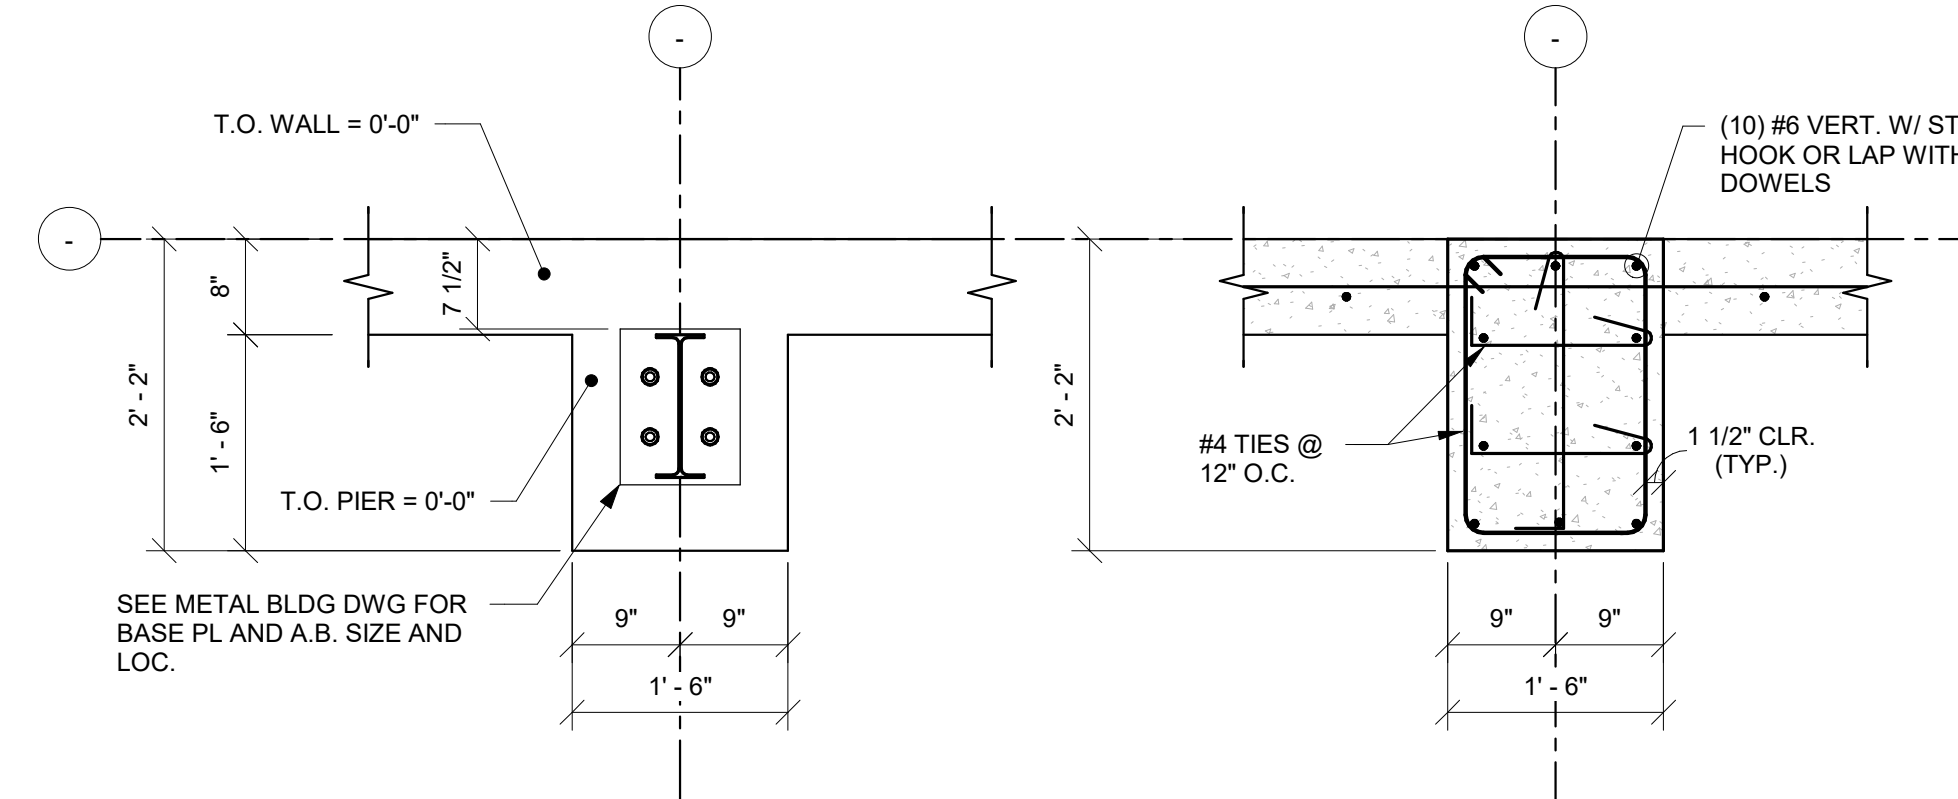 -
-
T.O. WALL = 0'-0"
(10) #6 VERT. W/ ST
HOOK OR LAP WITH
DOWELS
-
8"
7 1/2"
2' - 2"
1' - 6"
2' - 2"
#4 TIES @
12" O.C.
1 1/2" CLR.
(TYP.)
T.O. PIER = 0'-0"
SEE METAL BLDG DWG FOR
BASE PL AND A.B. SIZE AND
LOC.
9"
9"
1' - 6"
9"
9"
1' - 6"